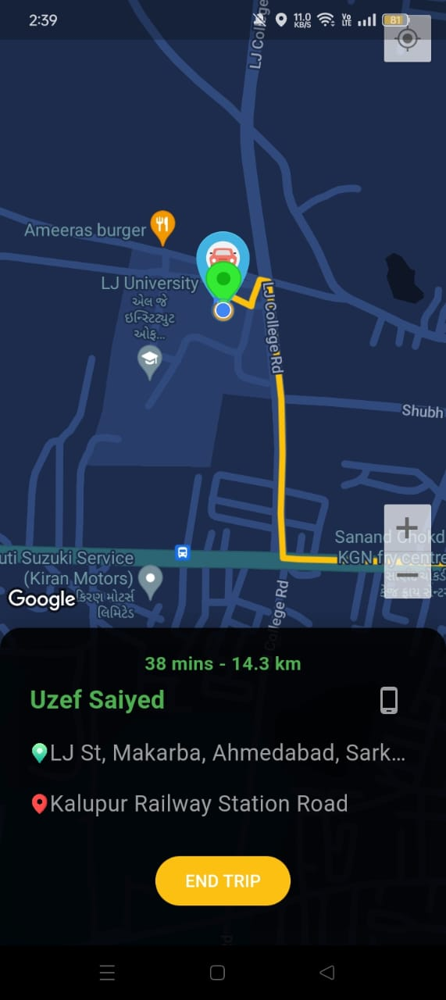 2:39
11.0
KB/S
Vo
LTE
81
LJ College
Ameeras burger
LJ University
એલ જે
ઇન્સ્ટિટ્યુટ
ઓફ...
LJ College Rd
Shubh
Sanand Chokd
uti Suzuki Service
KGN fry centre
(Kiran Motors)
કિરણ મોટર્સ
લિમિટેડ
Google
College Rd
38 mins - 14.3 km
Uzef Saiyed
LJ St, Makarba, Ahmedabad, Sark...
Kalupur Railway Station Road
END TRIP